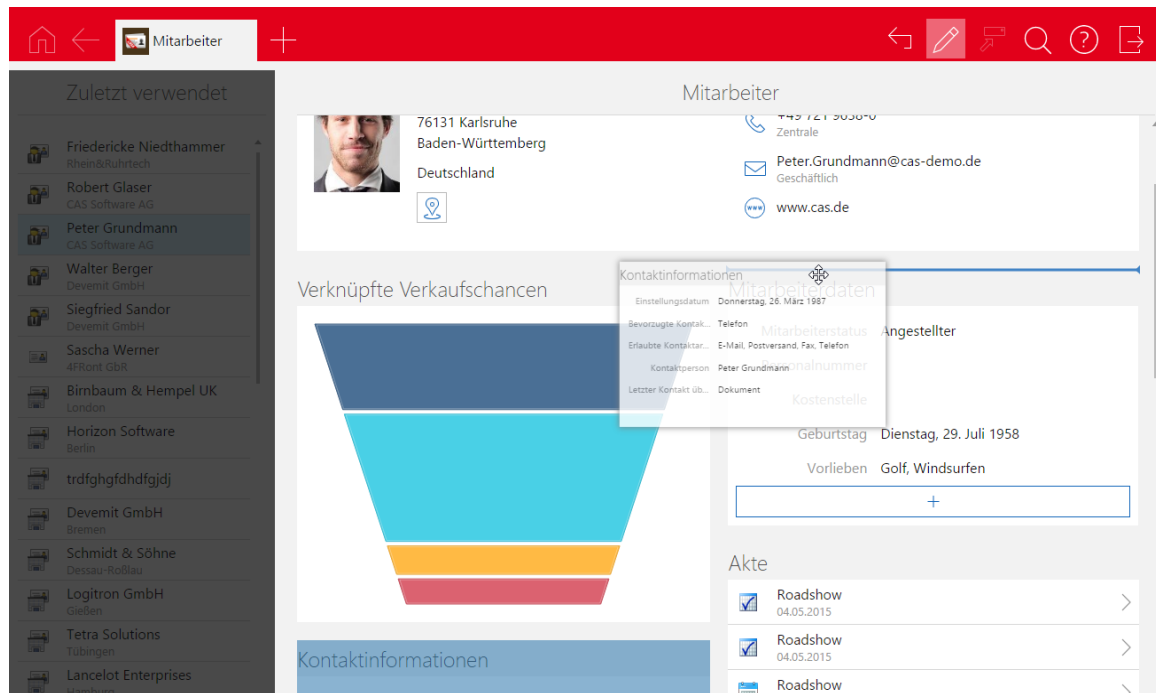 Mitarbeiter
Zuletzt verwendet
Friedericke Niedthammer
Rhein&Ruhrtech
Robert Glaser
CAS Software AG
Peter Grundmann
CAS Software AG
Walter Berger
Devemit GmbH
Siegfried Sandor
Devemit GmbH
Sascha Werner
4FRont GbR
Birnbaum & Hempel UK
London
Horizon Software
Berlin
trdfghgfdhdfgjdj
Devemit GmbH
Bremen
Schmidt & Söhne
Dessau-Roßlau
Logitron GmbH
Gießen
Tetra Solutions
Tübingen
Lancelot Enterprises
Hamburg
Mitarbeiter
76131 Karlsruhe
Baden-Württemberg
Deutschland
+49 721 9638-0
Zentrale
Peter.Grundmann@cas-demo.de
Geschäftlich
www
www.cas.de
Verknüpfte Verkaufschancen
Kontaktinformationen
Einstellungsdatum Donnerstag, 26. März 1987
Bevorzugte Kontak... Telefon
Erlaubte Kontaktar... E-Mail, Postversand, Fax, Telefon
Kontaktperson Peter Grundmann
Letzter Kontakt üb... Dokument
Mitarbeiterdaten
Mitarbeiterstatus Angestellter
Personalnummer
Kostenstelle
Geburtstag Dienstag, 29. Juli 1958
Vorlieben Golf, Windsurfen
+
Kontaktinformationen
Akte
Roadshow
04.05.2015
Roadshow
04.05.2015
Roadshow